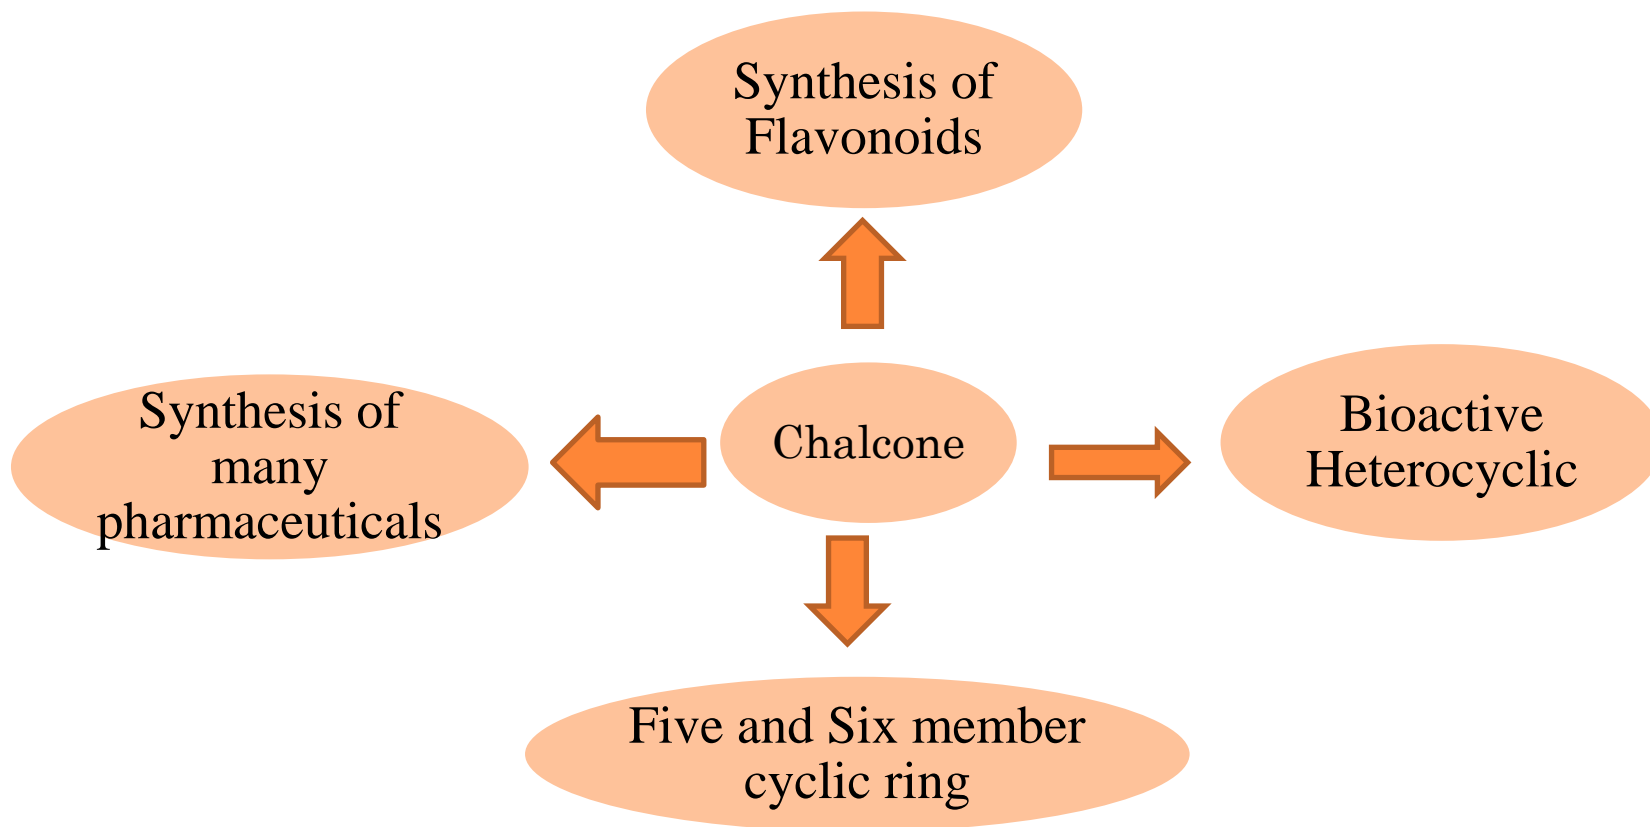 Synthesis of
Flavonoids
Synthesis of
many
pharmaceuticals
Chalcone
Bioactive
Heterocyclic
Five and Six member
cyclic ring